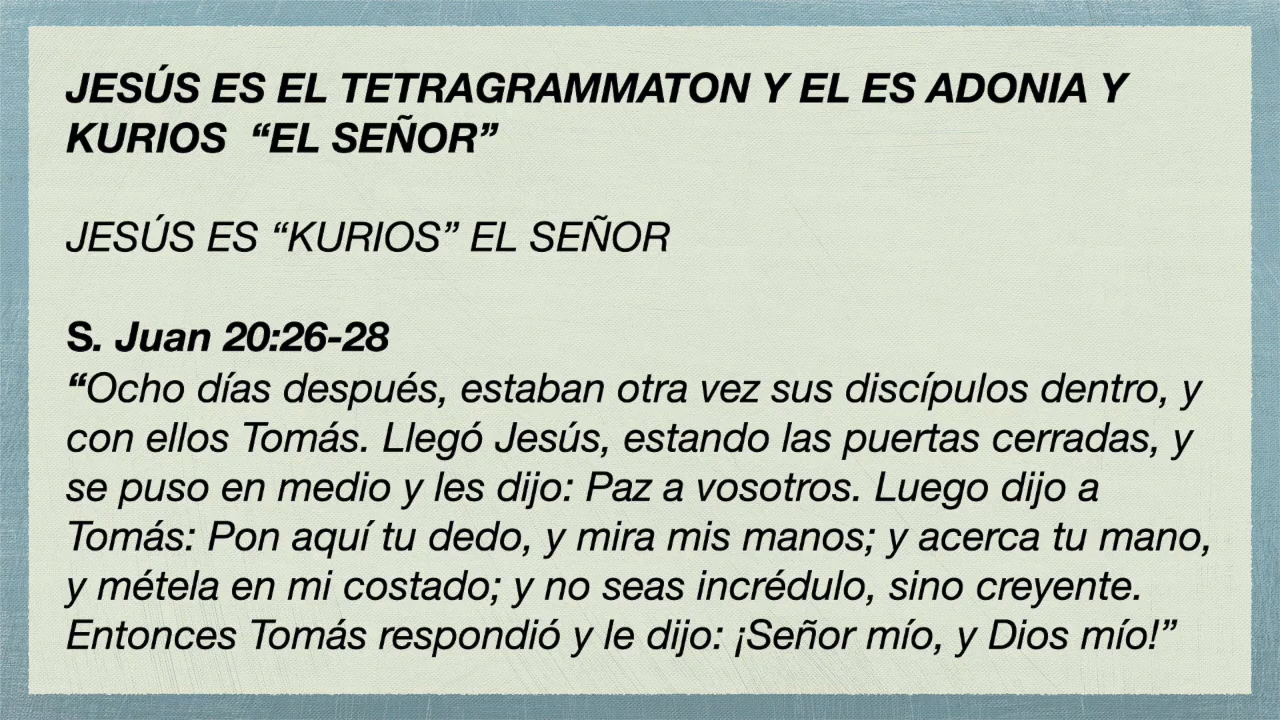 JESÚS ES EL TETRAGRAMMATON Y EL ES ADONIA Y
KURIOS “EL SEÑOR”
JESÚS ES “KURIOS” EL SEÑOR
S. Juan 20:26-28
“Ocho días después, estaban otra vez sus discípulos dentro, y
con ellos Tomás. Llegó Jesús, estando las puertas cerradas, y
se puso en medio y les dijo: Paz a vosotros. Luego dijo a
Tomás: Pon aquí tu dedo, y mira mis manos; y acerca tu mano,
y métela en mi costado; y no seas incrédulo, sino creyente.
Entonces Tomás respondió y le dijo: ¡Señor mío, y Dios mío!”